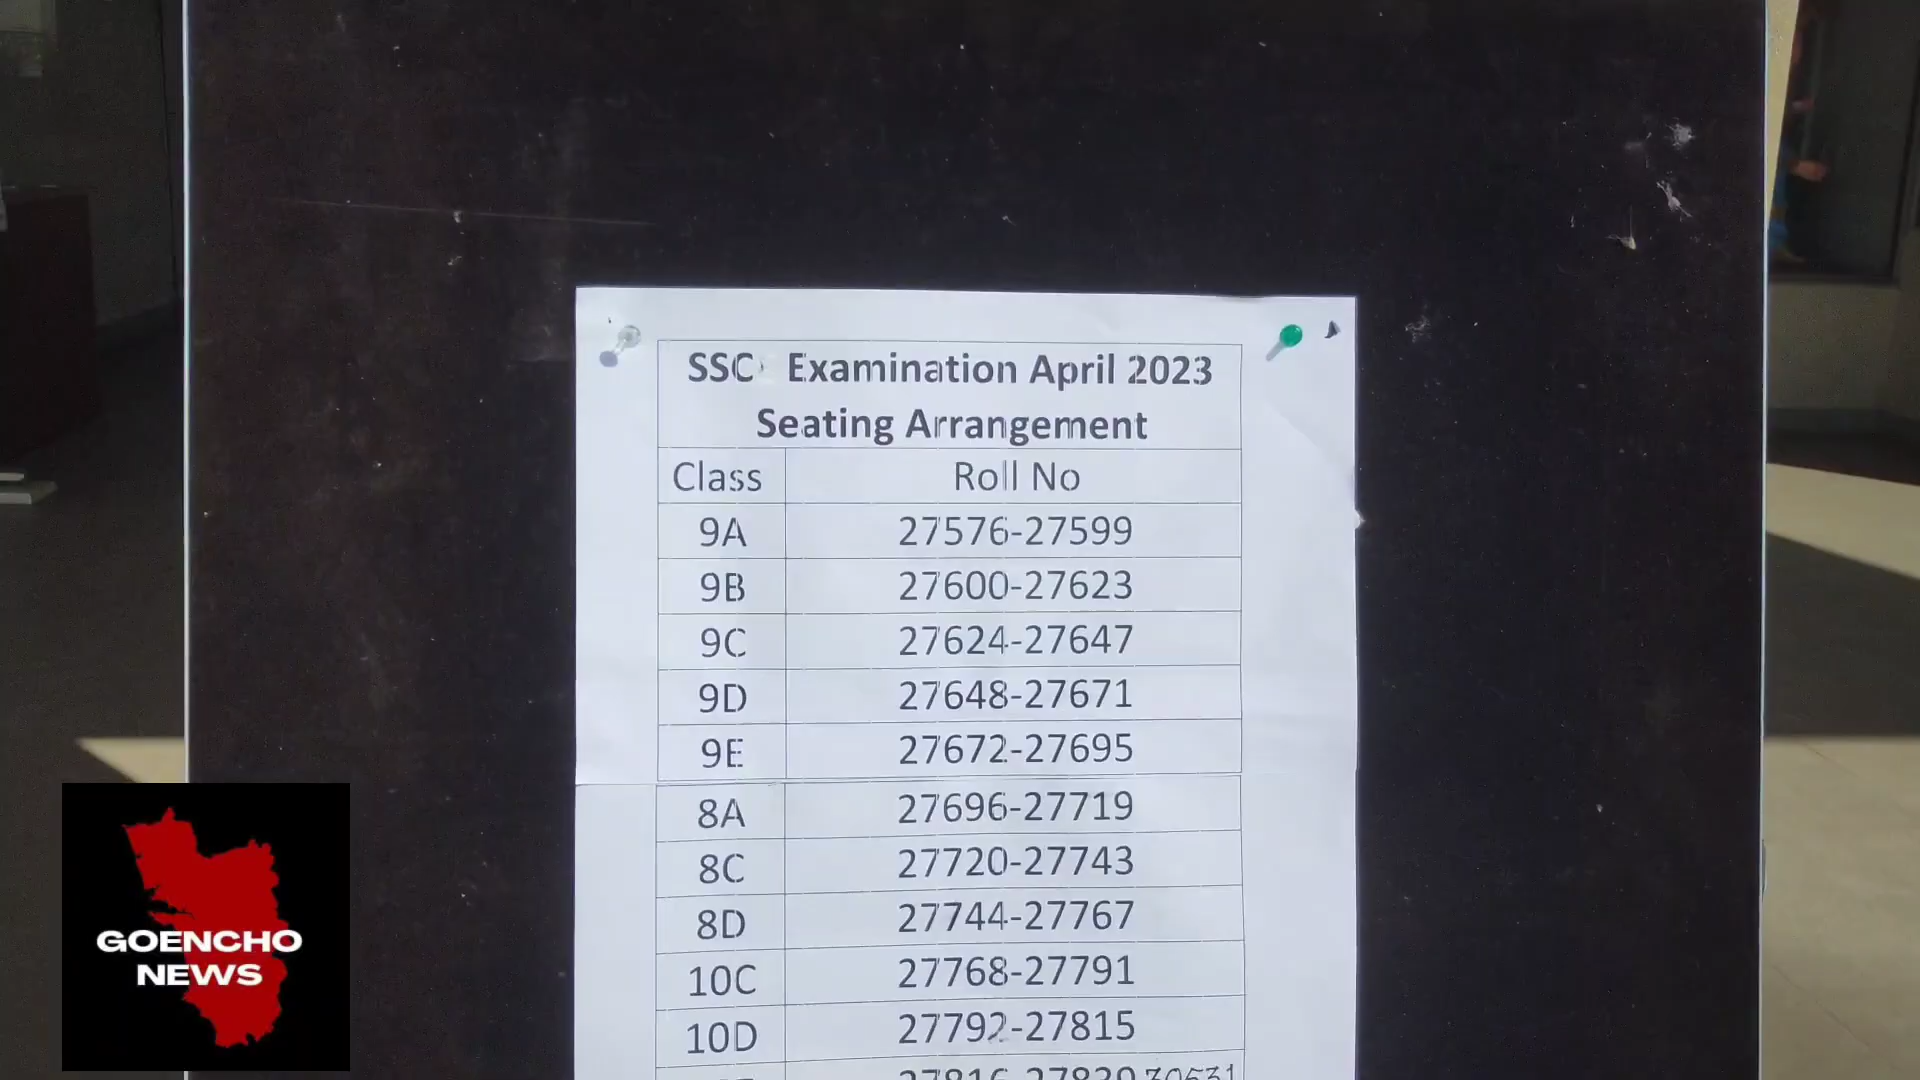 SSC Examination April 2023
Seating Arrangement
Class Roll No
9A 27576-27599
9B 27600-27623
9C 27624-27647
9D 27648-27671
9E 27672-27695
8A 27696-27719
8C 27720-27743
8D 27744-27767
10C 27768-27791
10D 27792-27815
GOENCHO
NEWS